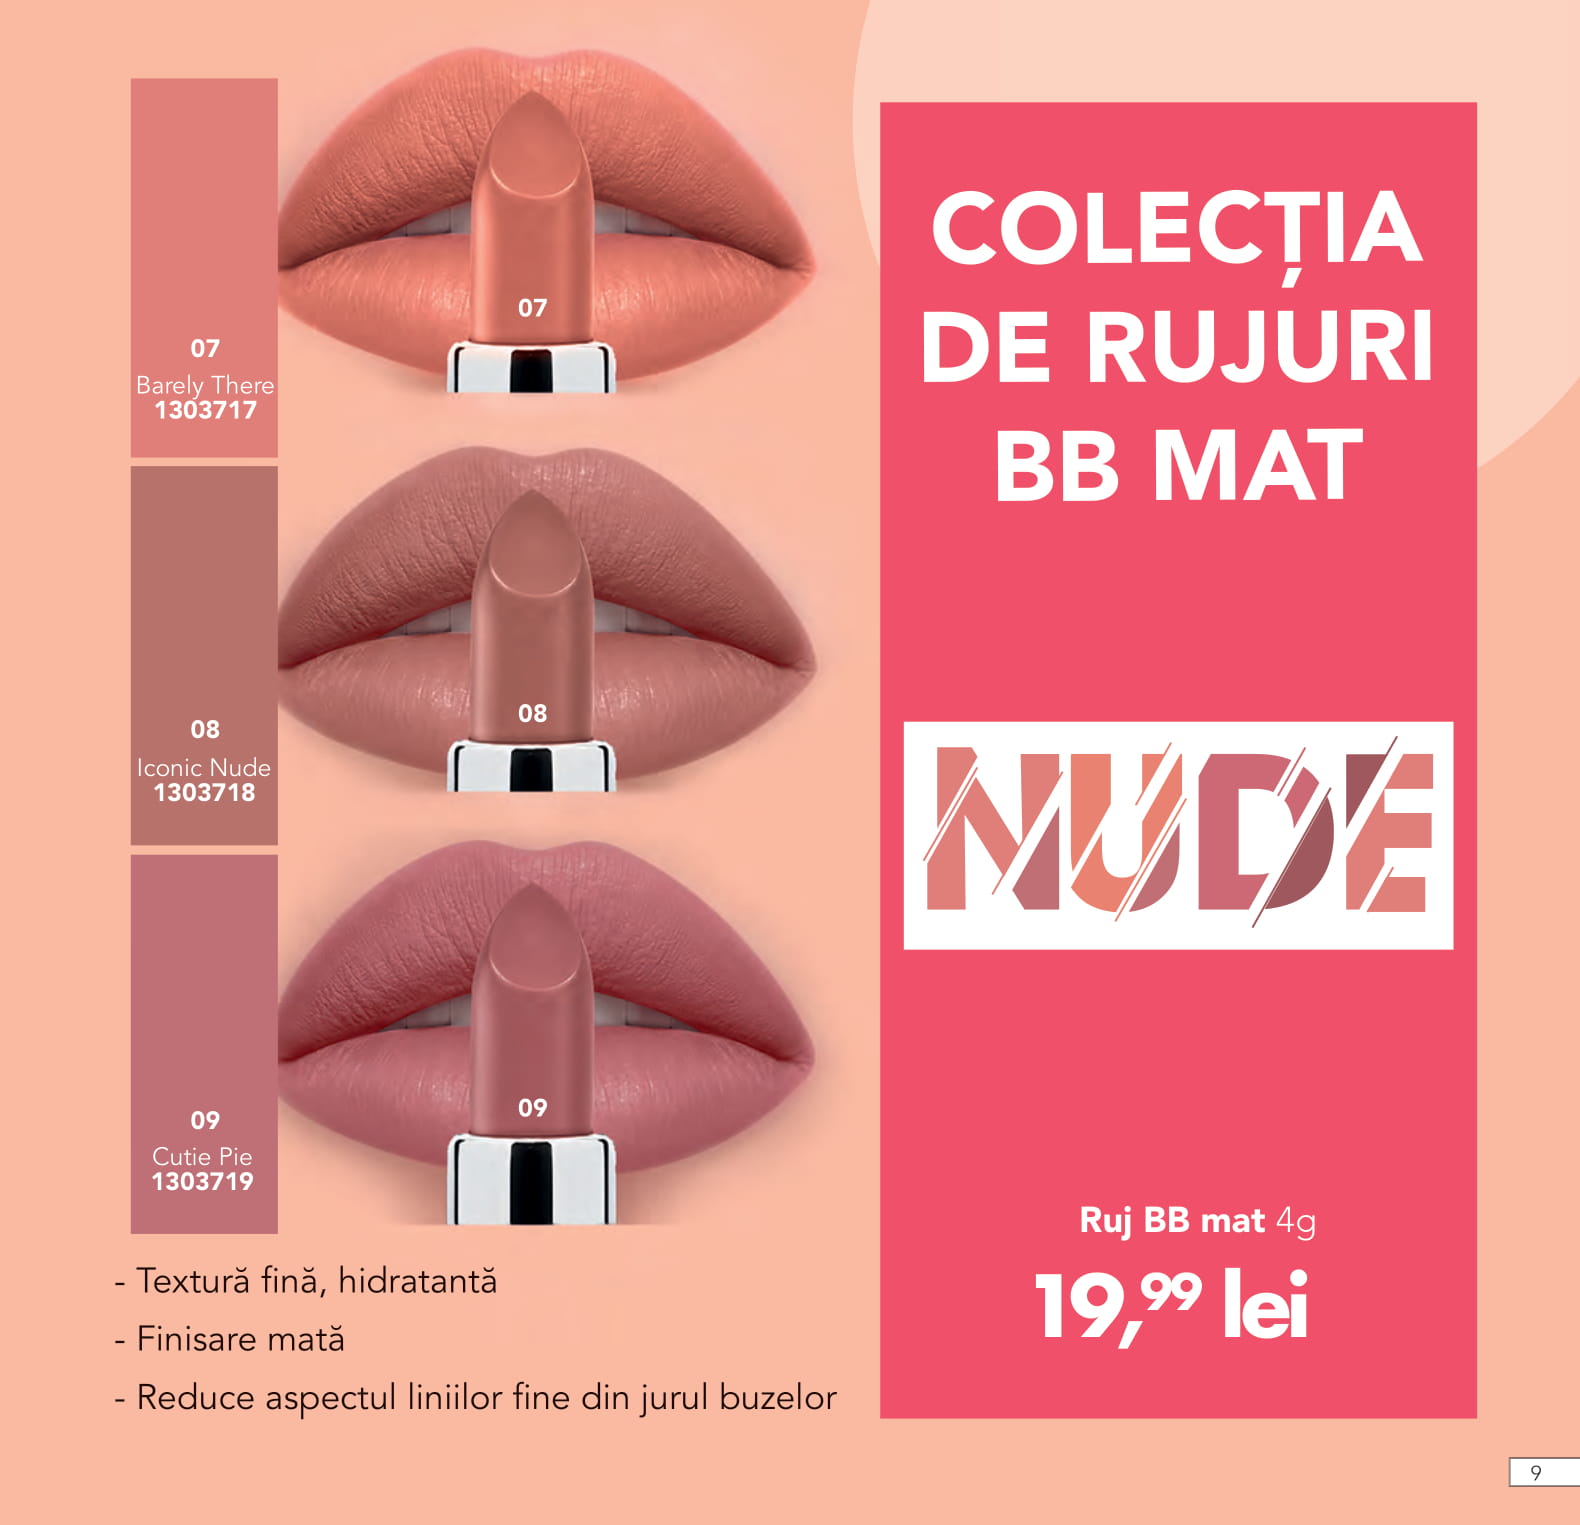 07
Barely There
1303717
07
08
Iconic Nude
1303718
08
09
Cutie Pie
1303719
09
- Textură fină, hidratantă
- Finisare mată
- Reduce aspectul liniilor fine din jurul buzelor
COLECȚIA
DE RUJURI
BB MAT
NUDE
Ruj BB mat 4g
19,99 lei
9